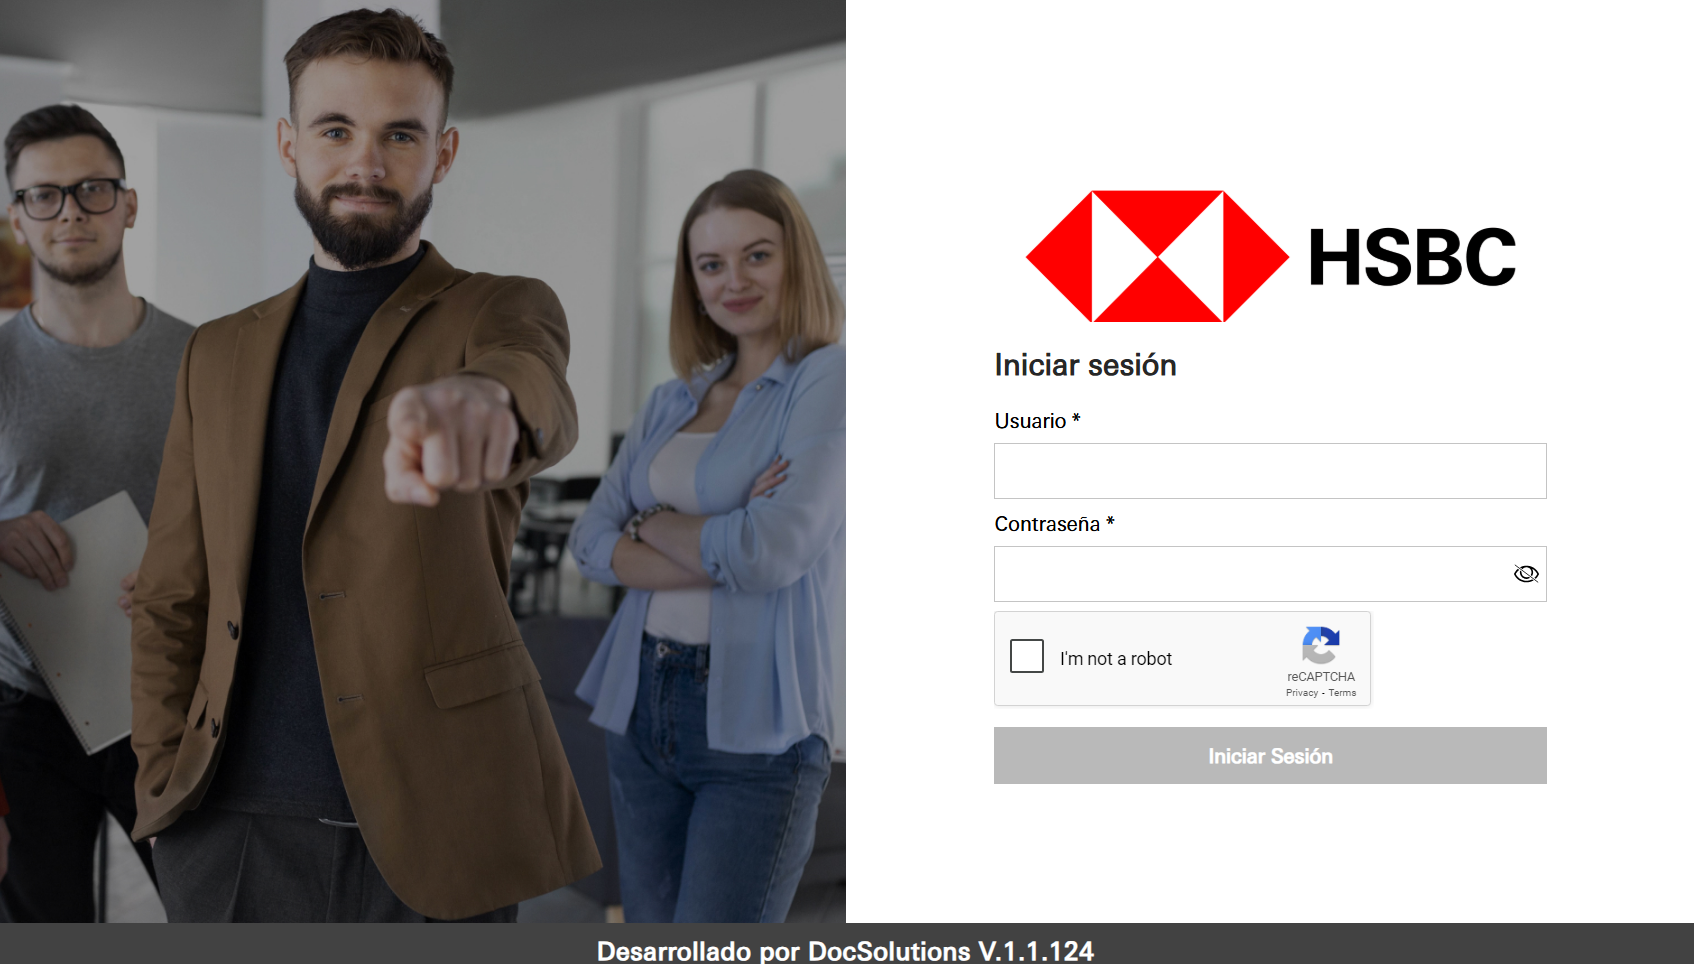 HSBC
Iniciar sesión
Usuario *
Contraseña *
I'm not a robot
reCAPTCHA
Privacy - Terms
Iniciar Sesión
Desarrollado por DocSolutions V.1.1.124